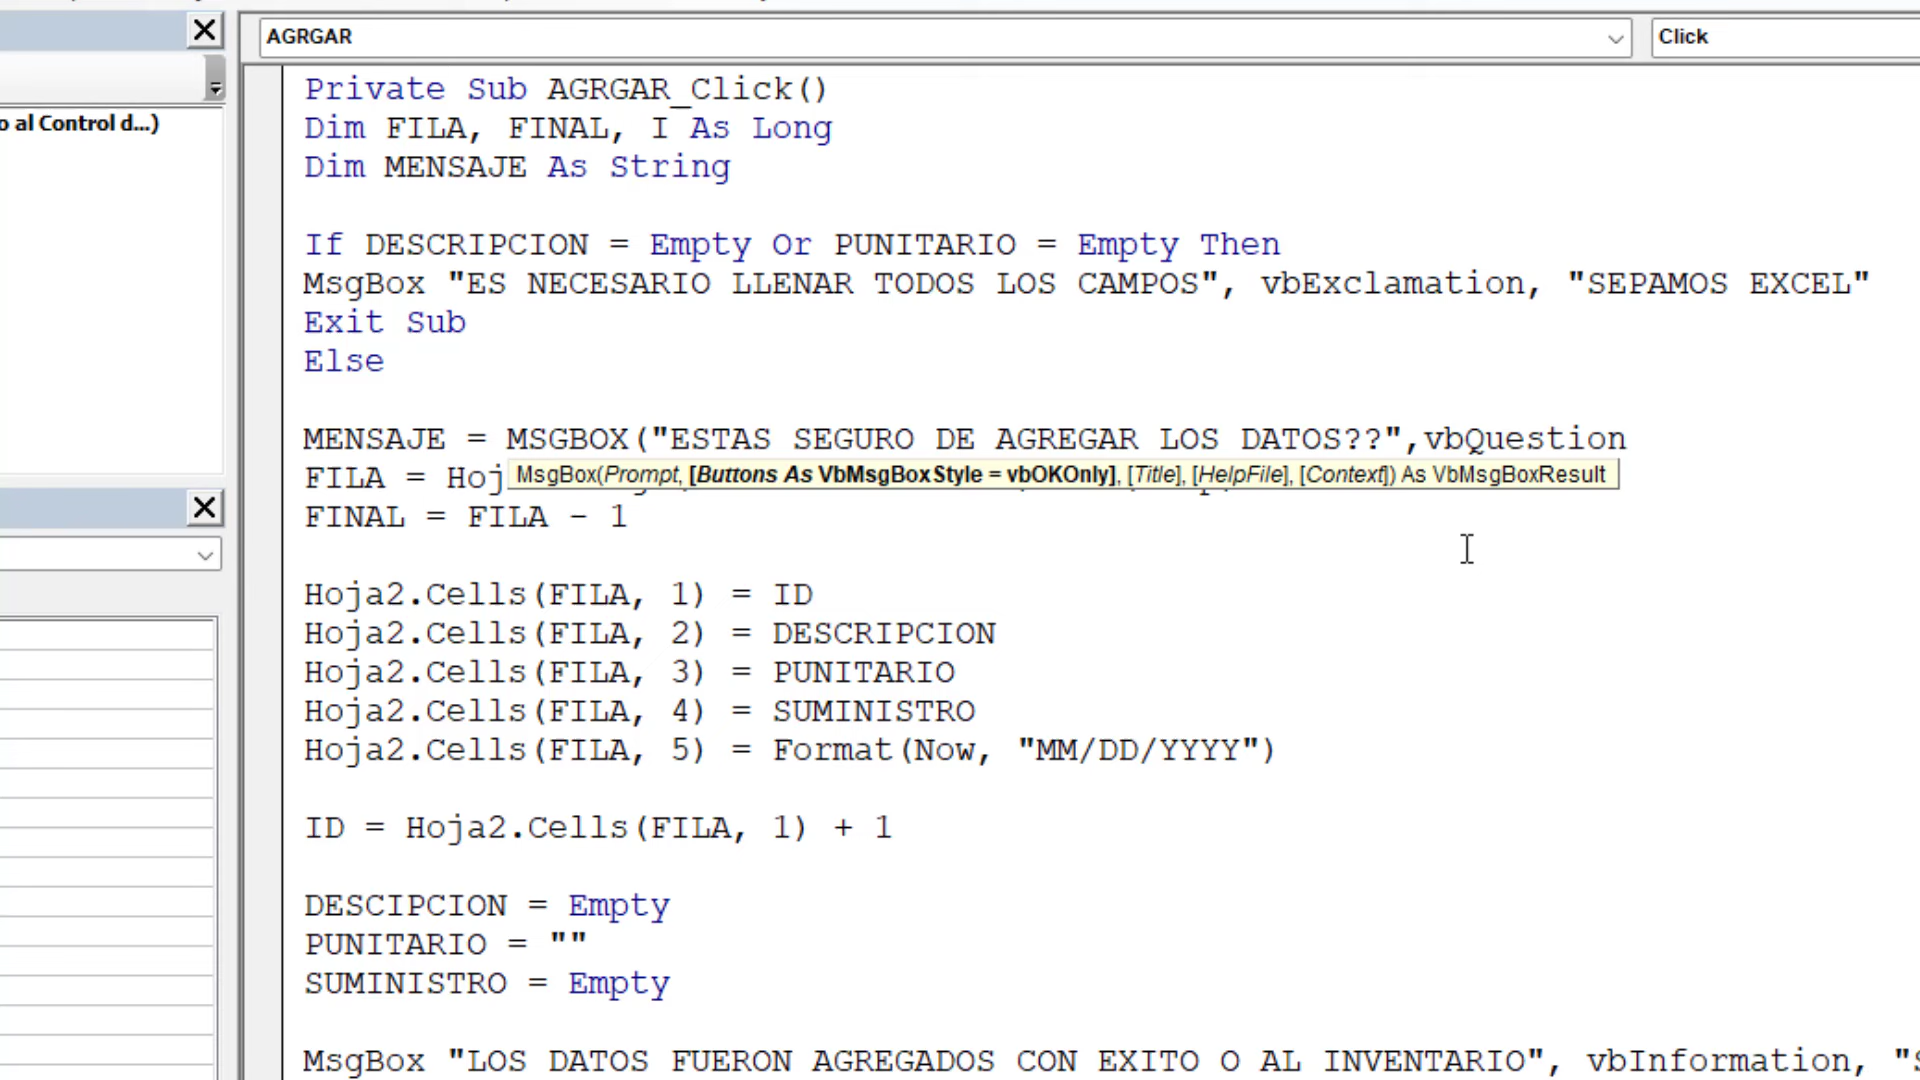 AGRGAR
Click
o al Control d...)
Private Sub AGRGAR_Click()
Dim FILA, FINAL, I As Long
Dim MENSAJE As String
If DESCRIPCION = Empty Or PUNITARIO = Empty Then
MsgBox "ES NECESARIO LLENAR TODOS LOS CAMPOS", vbExclamation, "SEPAMOS EXCEL"
Exit Sub
Else
MENSAJE = MSGBOX("ESTAS SEGURO DE AGREGAR LOS DATOS??",vbQuestion
FILA = Hoj
MsgBox(Prompt, [Buttons As VbMsgBoxStyle = vbOKOnly], [Title], [HelpFile], [Context]) As VbMsgBoxResult
FINAL = FILA - 1
Hoja2.Cells(FILA, 1) = ID
Hoja2.Cells(FILA, 2) = DESCRIPCION
Hoja2.Cells(FILA, 3) = PUNITARIO
Hoja2.Cells(FILA, 4) = SUMINISTRO
Hoja2.Cells(FILA, 5) = Format(Now, "MM/DD/YYYY")
ID = Hoja2.Cells(FILA, 1) + 1
DESCIPCION = Empty
PUNITARIO = ""
SUMINISTRO = Empty
MsgBox "LOS DATOS FUERON AGREGADOS CON EXITO O AL INVENTARIO", vbInformation, "S